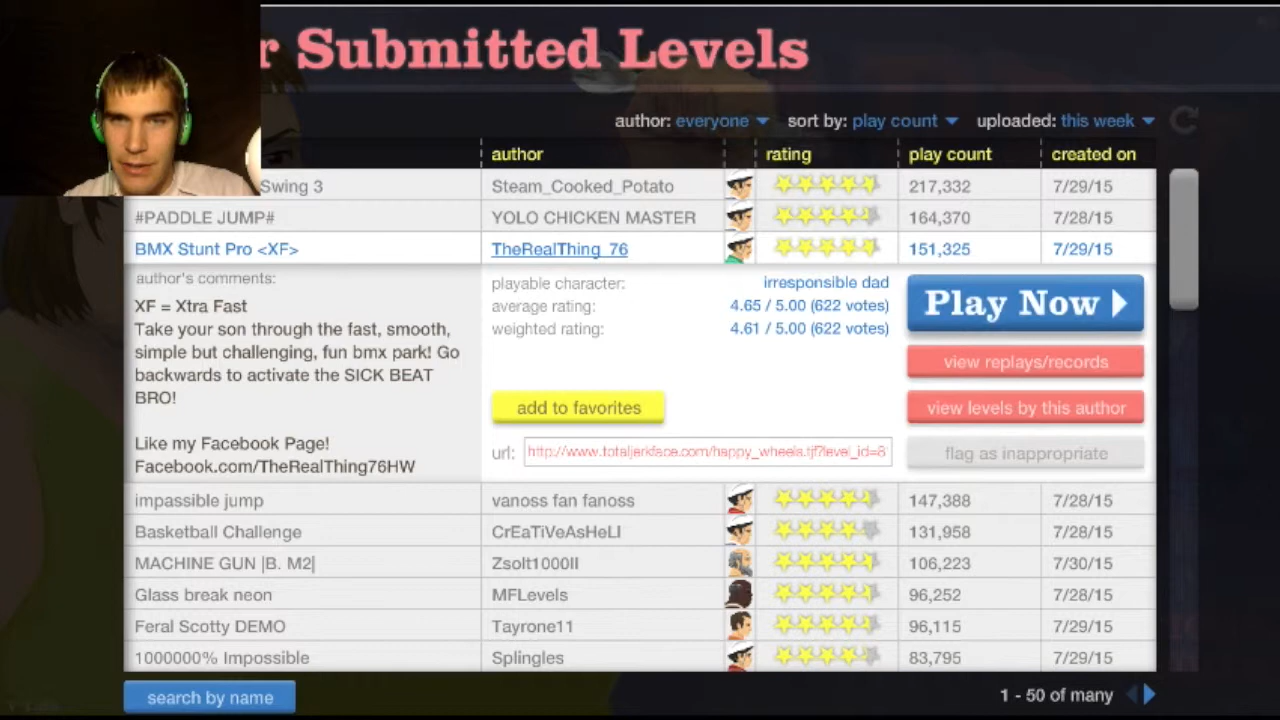 r Submitted Levels
author: everyone sort by: play count uploaded: this week
author rating play count created on
Swing 3 Steam_Cooked_Potato 217,332 7/29/15
#PADDLE JUMP# YOLO CHICKEN MASTER 164,370 7/28/15
BMX Stunt Pro <XF> TheRealThing_76 151,325 7/29/15
author's comments:
XF = Xtra Fast
Take your son through the fast, smooth,
simple but challenging, fun bmx park! Go
backwards to activate the SICK BEAT
BRO!
Like my Facebook Page!
Facebook.com/TheRealThing76HW
playable character: irresponsible dad
average rating: 4.65 / 5.00 (622 votes)
weighted rating: 4.61 / 5.00 (622 votes)
add to favorites
url: http://www.totaljerkface.com/happy_wheels.tjf?level_id=8
Play Now
view replays/records
view levels by this author
flag as inappropriate
impassible jump vanoss fan fanoss 147,388 7/28/15
Basketball Challenge CrEaTiVeAsHeLl 131,958 7/28/15
MACHINE GUN |B. M2| Zsolt1000II 106,223 7/30/15
Glass break neon MFLevels 96,252 7/28/15
Feral Scotty DEMO Tayrone11 96,115 7/29/15
1000000% Impossible Splingles 83,795 7/29/15
search by name 1 - 50 of many